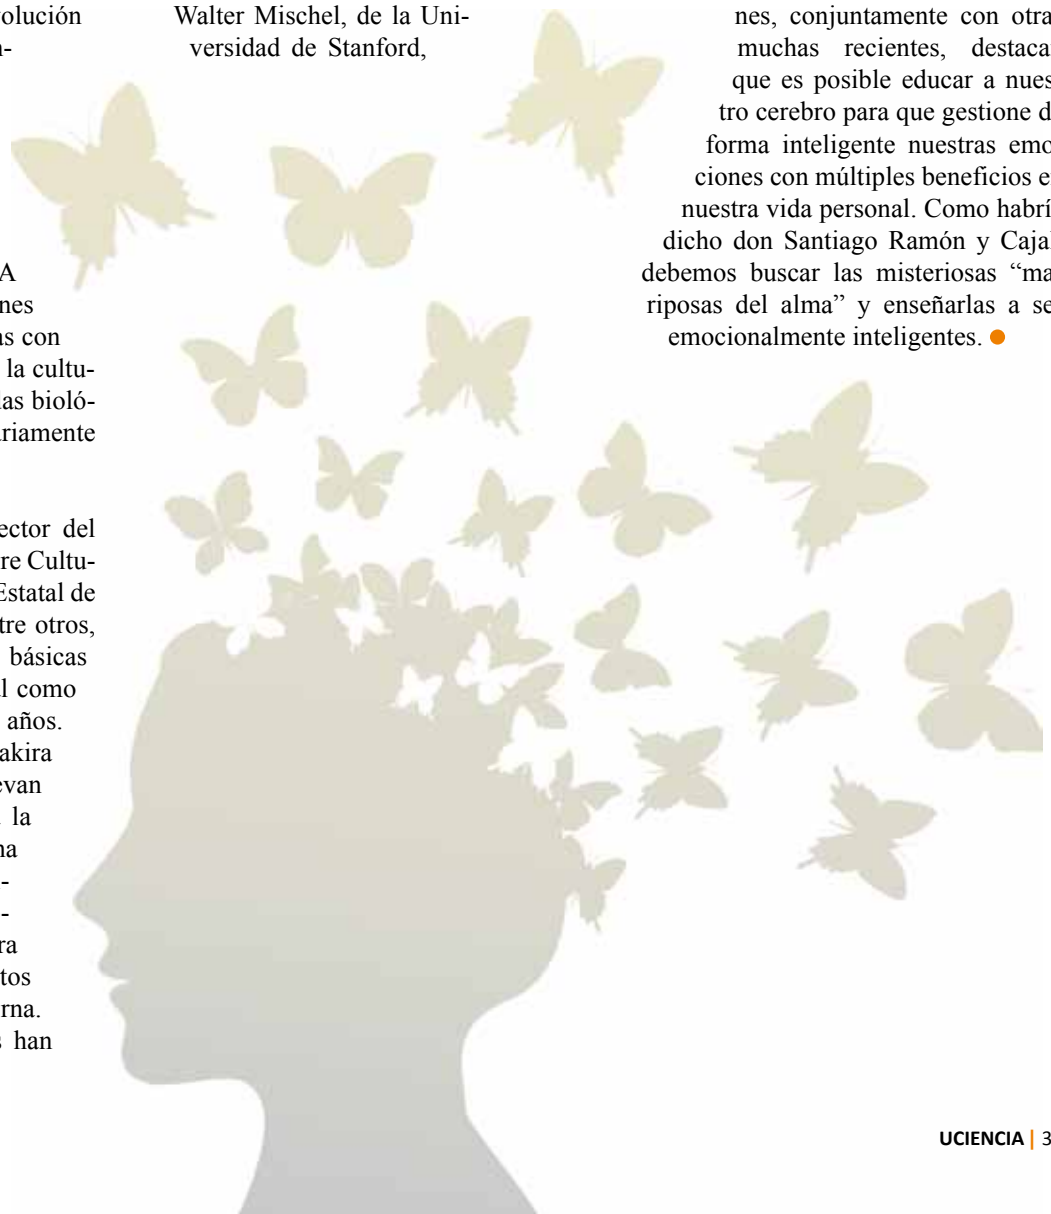 olución
n-
A
nes
as con
la cultu-
las bioló-
riamente
ector del
re Cultu-
Estatal de
tre otros,
básicas
l como
años.
akira
evan
la
na
-
-
ra
tos
rna.
s han
Walter Mischel, de la Uni-
versidad de Stanford,
nes, conjuntamente con otra
muchas recientes, destaca
que es posible educar a nues
tro cerebro para que gestione d
forma inteligente nuestras emo
ciones con múltiples beneficios e
nuestra vida personal. Como habrí
dicho don Santiago Ramón y Cajal
debemos buscar las misteriosas “ma
riposas del alma” y enseñarlas a se
emocionalmente inteligentes. ●
UCIENCIA | 3